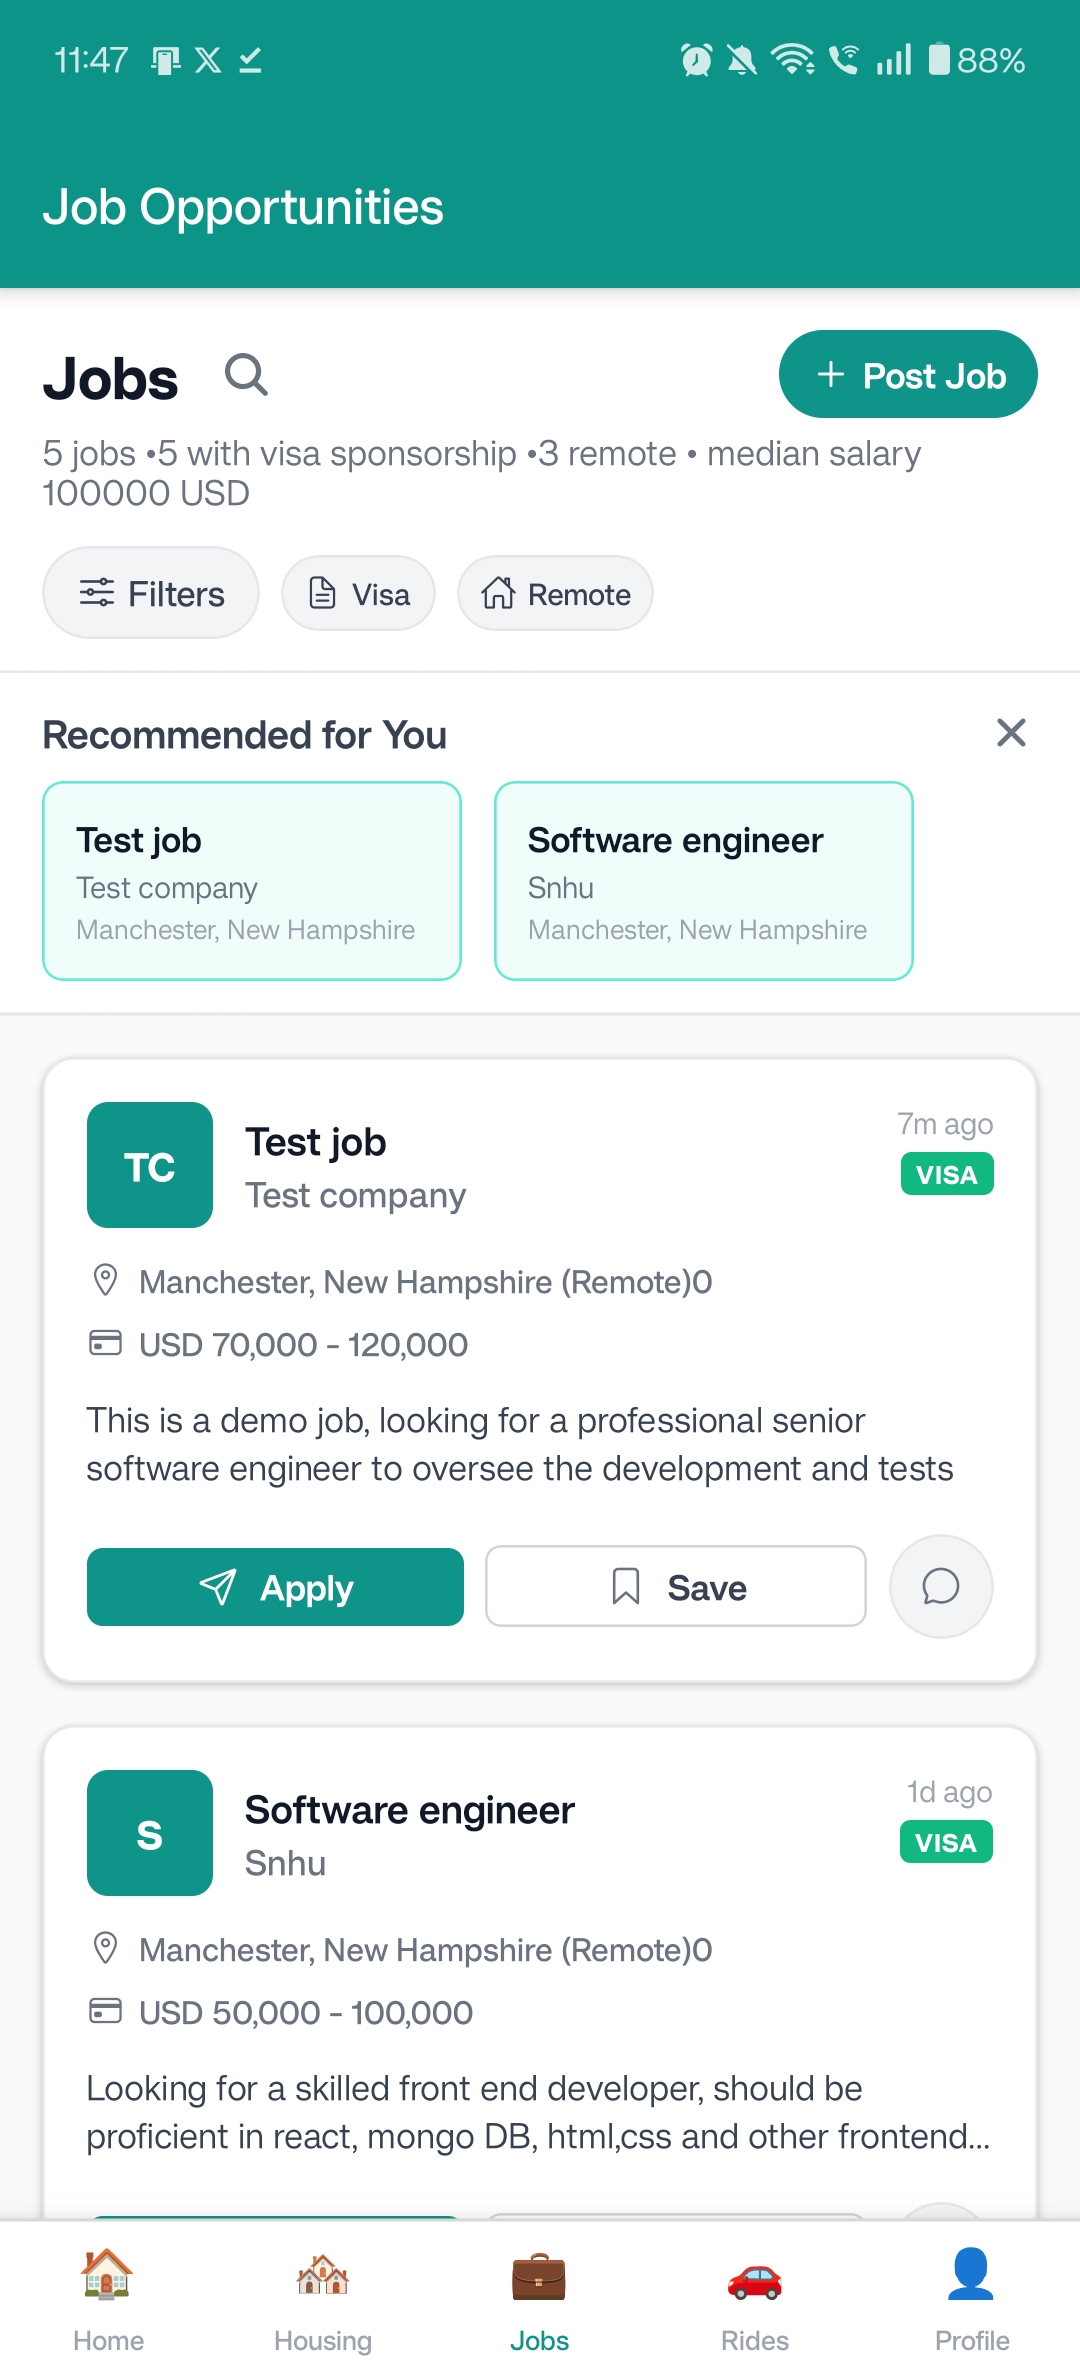 11:47
88%
Job Opportunities
Jobs
+ Post Job
5 jobs •5 with visa sponsorship •3 remote • median salary
100000 USD
Filters
Visa
Remote
Recommended for You
Test job
Test company
Manchester, New Hampshire
Software engineer
Snhu
Manchester, New Hampshire
TC
Test job
Test company
7m ago
VISA
Manchester, New Hampshire (Remote)0
USD 70,000 - 120,000
This is a demo job, looking for a professional senior
software engineer to oversee the development and tests
Apply
Save
S
Software engineer
Snhu
1d ago
VISA
Manchester, New Hampshire (Remote)0
USD 50,000 - 100,000
Looking for a skilled front end developer, should be
proficient in react, mongo DB, html,css and other frontend...
Home
Housing
Jobs
Rides
Profile